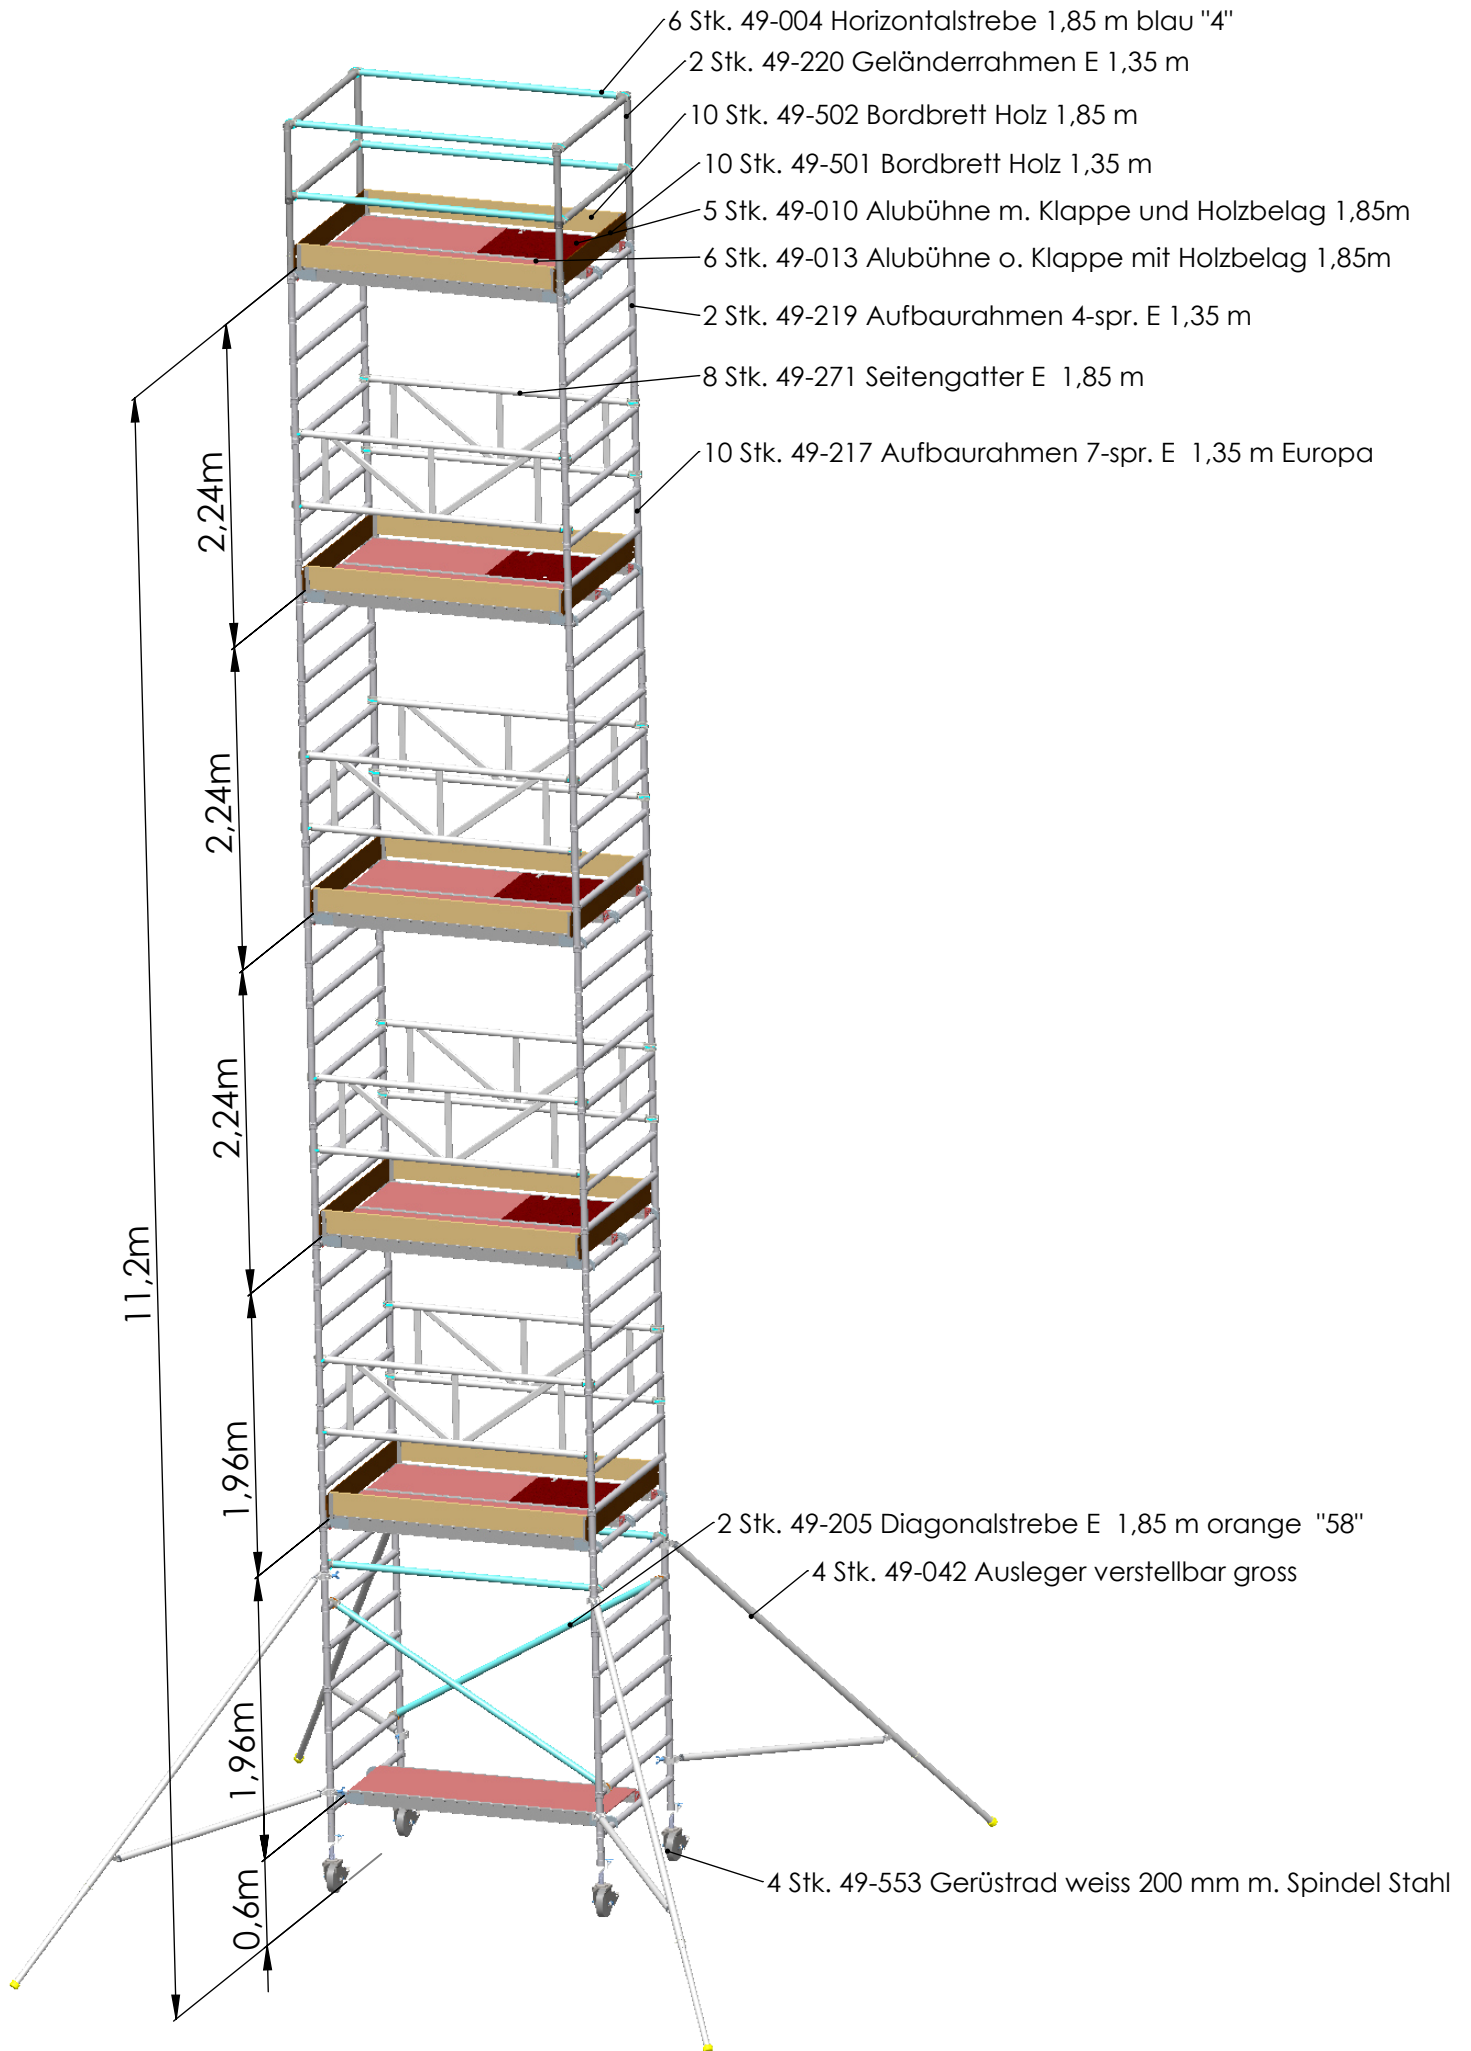 6 Stk. 49-004 Horizontalstrebe 1,85 m blau "4"
2 Stk. 49-220 Geländerrahmen E 1,35 m
10 Stk. 49-502 Bordbrett Holz 1,85 m
10 Stk. 49-501 Bordbrett Holz 1,35 m
5 Stk. 49-010 Alubühne m. Klappe und Holzbelag 1,85m
6 Stk. 49-013 Alubühne o. Klappe mit Holzbelag 1,85m
2 Stk. 49-219 Aufbaurahmen 4-spr. E 1,35 m
8 Stk. 49-271 Seitengatter E 1,85 m
10 Stk. 49-217 Aufbaurahmen 7-spr. E 1,35 m Europa
2,24m
2,24m
2,24m
11,2m
1,96m
2 Stk. 49-205 Diagonalstrebe E 1,85 m orange "58"
4 Stk. 49-042 Ausleger verstellbar gross
1,96m
4 Stk. 49-553 Gerüstrad weiss 200 mm m. Spindel Stahl
0,6m